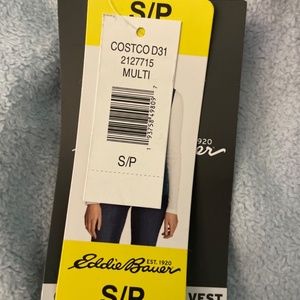 S/P
COSTCO D31
2127715
MULTI
S/P
EST. 1920
Eddie Bauer
EST. 1920
S/P
VEST